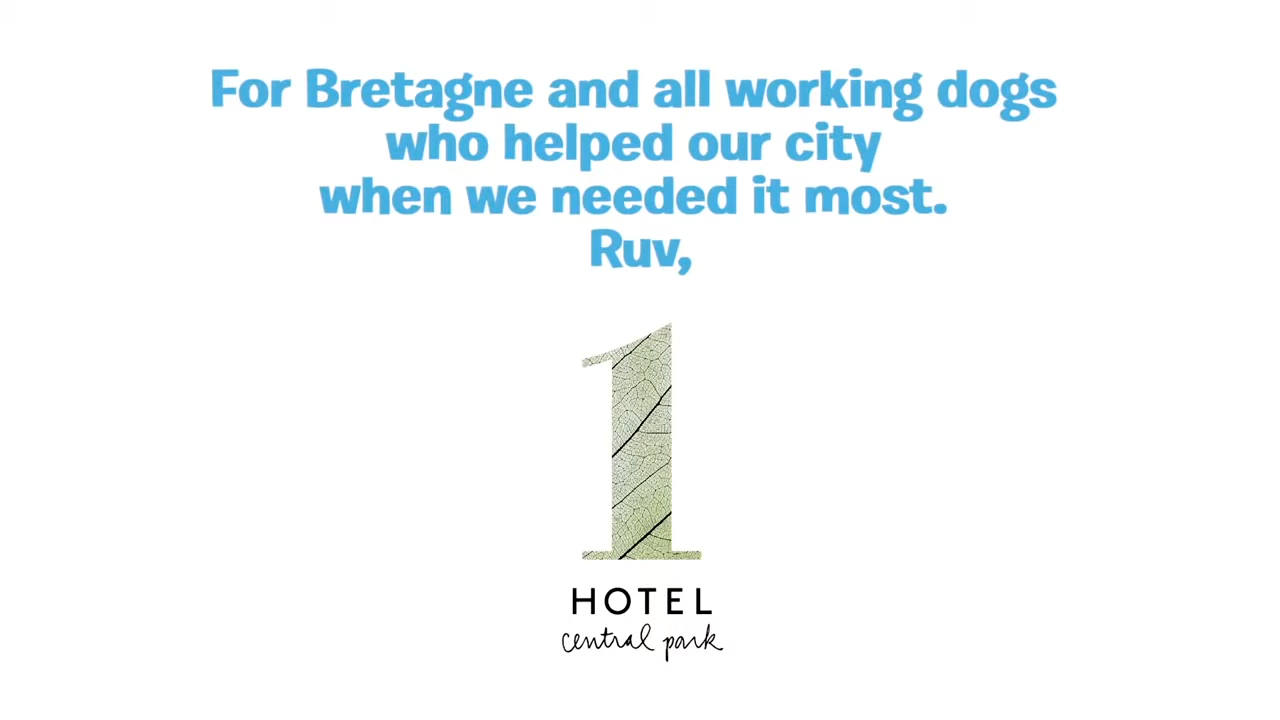 For Bretagne and all working dogs
who helped our city
when we needed it most.
Ruv,
1
HOTEL
central park